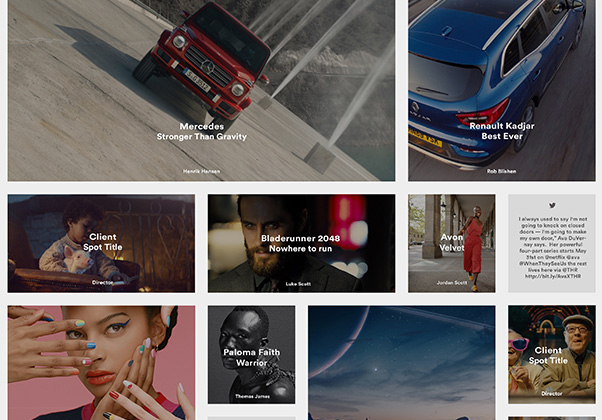 Mercedes
Stronger Than Gravity
Henrik Hansen
Renault Kadjar
Best Ever
Rob Blishen
Client
Spot Title
Director
Bladerunner 2048
Nowhere to run
Luke Scott
Avon
Velvet
Jordan Scott
I always used to say I'm not
going to knock on closed
doors — I'm going to make
my own door," Ava DuVer-
nay says. Her powerful
four-part series starts May
31st on @netflix @ava
@WhenTheySeeUs the next
lives here via @THR
http://bit.ly/AvaXTHR
Paloma Faith
Warrior
Thomas James
Client
Spot Title
Director